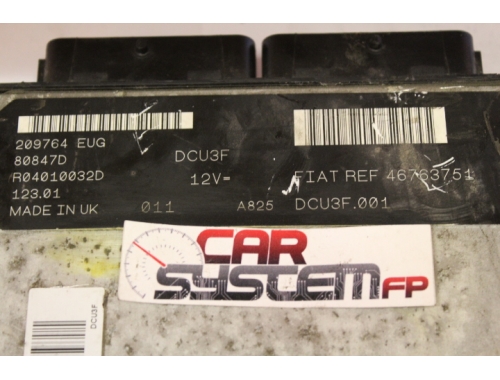 209764 EUG
80847D DCU3F
R04010032D 12V= FIAT REF 46763751
123.01
MADE IN UK 011 A825 DCU3F.001
CAR
SYSTEM FP
DCU3F